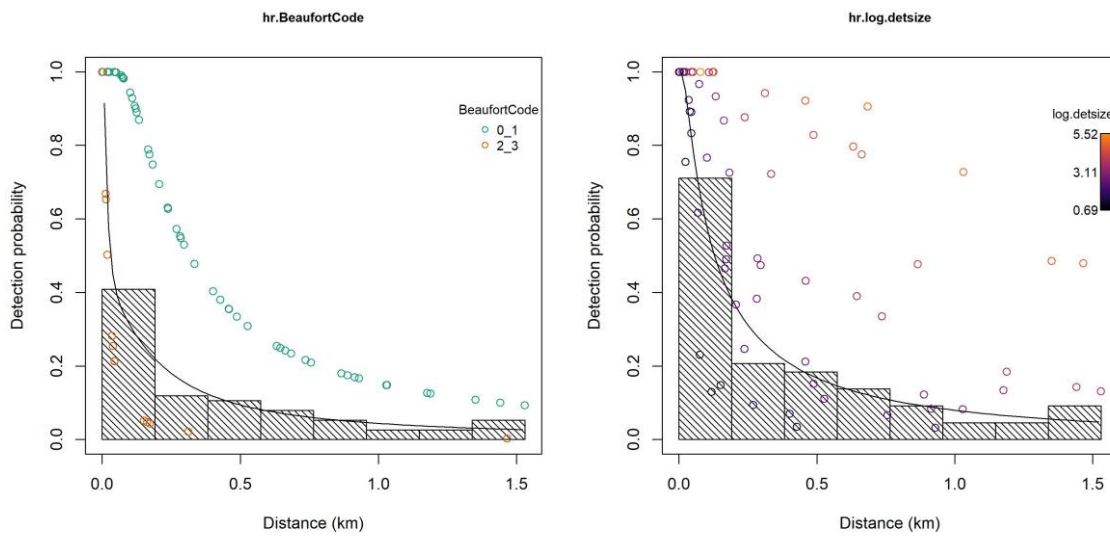 hr.BeaufortCode
Detection probability
1.0
0.8
0.6
0.4
0.2
0.0
BeaufortCode
0_1
2_3
0.0 0.5 1.0 1.5
Distance (km)
hr.log.detsize
Detection probability
1.0
0.8
0.6
0.4
0.2
0.0
log.detsize
5.52
3.11
0.69
0.0 0.5 1.0 1.5
Distance (km)